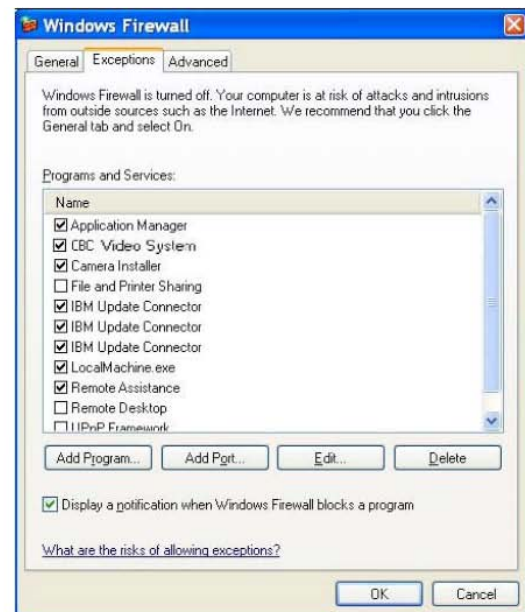 Windows Firewall
General Exceptions Advanced
Windows Firewall is turned off. Your computer is at risk of attacks and intrusions
from outside sources such as the Internet. We recommend that you click the
General tab and select On.
Programs and Services:
Name
Application Manager
CBC Video System
Camera Installer
File and Printer Sharing
IBM Update Connector
IBM Update Connector
IBM Update Connector
LocalMachine.exe
Remote Assistance
Remote Desktop
UPnP Framework
Add Program... Add Port... Edit... Delete
Display a notification when Windows Firewall blocks a program
What are the risks of allowing exceptions?
OK Cancel